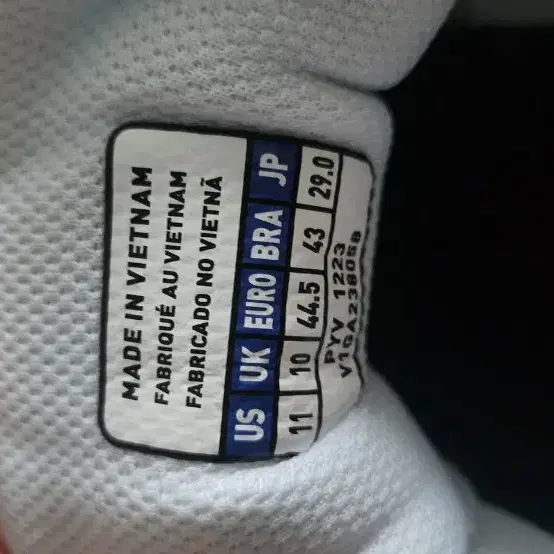 MADE IN VIETNAM
FABRIQUÉ AU VIETNAM
FABRICADO NO VIETNÃ
US UK EURO BRA JP
11 10 44.5 43 29.0
PYV 1223
V1GA238058